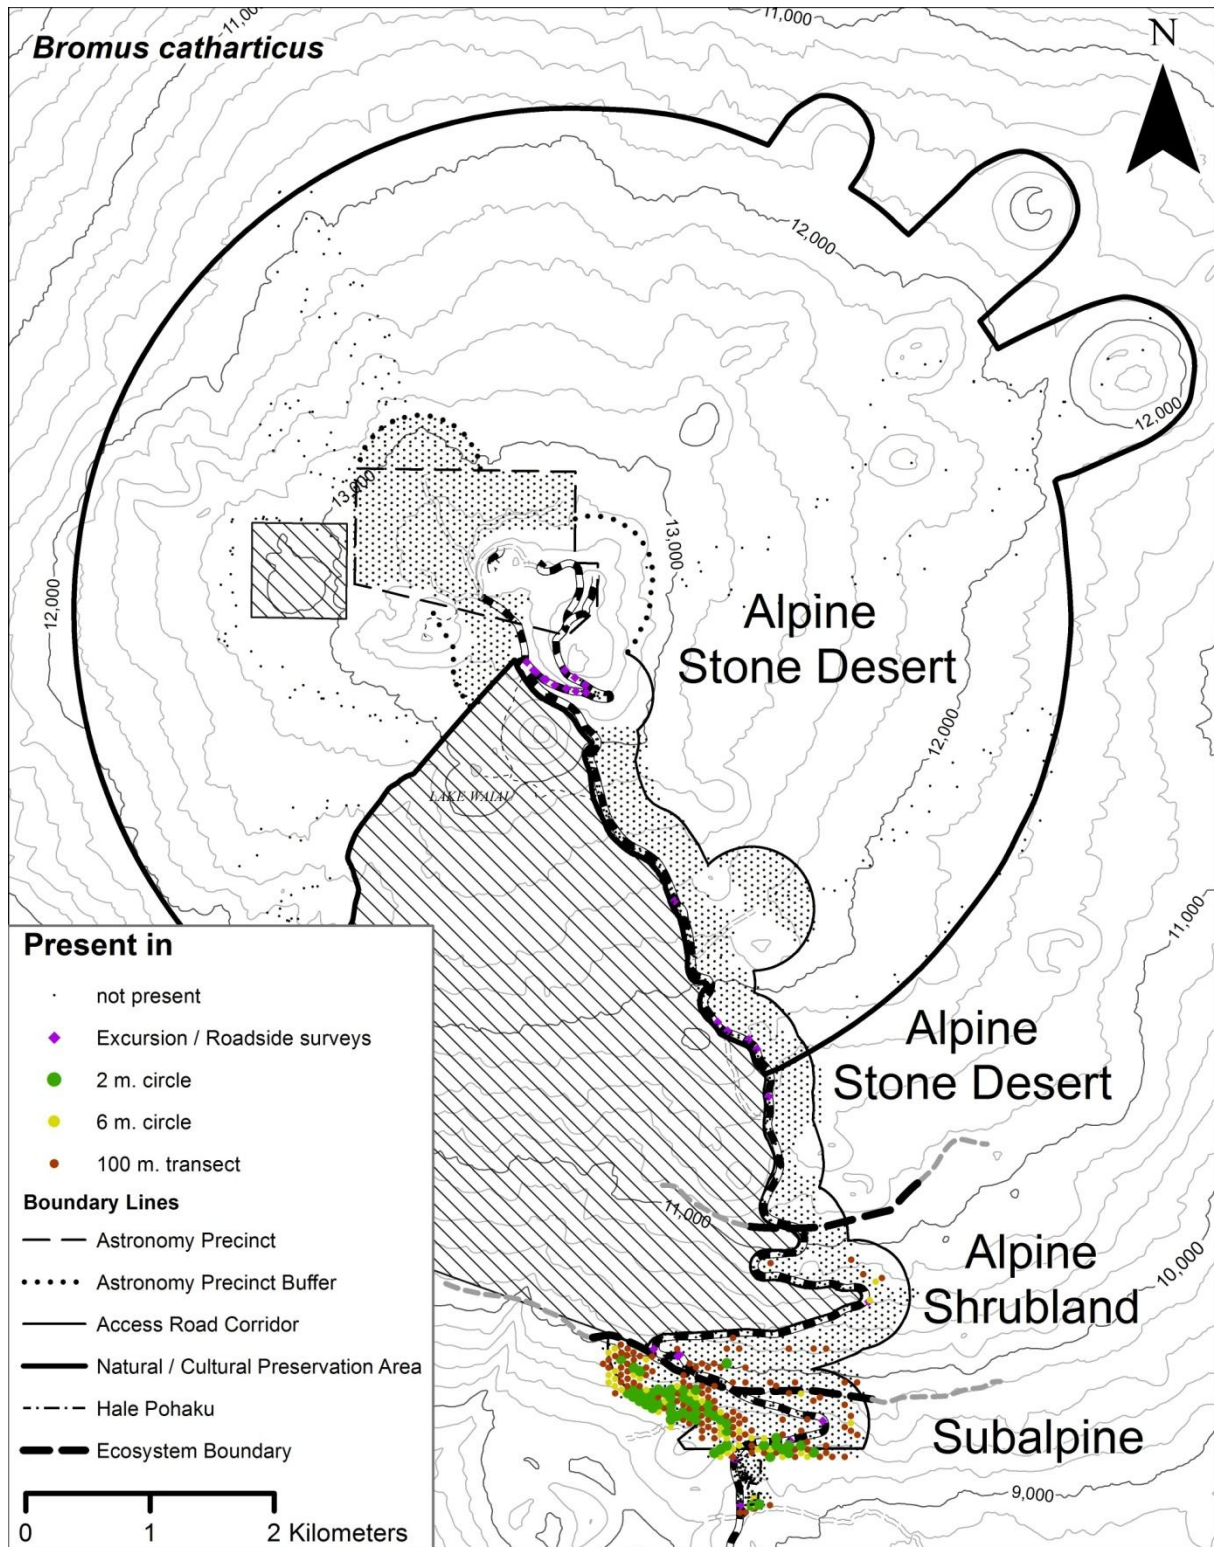 11,000
11,000
Bromus catharticus
N
12,000
12,000
13,000
13,000
12,000
Alpine
Stone Desert
12,000
LAKE WAIAU
11,000
Present in
not present
Excursion / Roadside surveys
2 m. circle
6 m. circle
100 m. transect
Boundary Lines
Astronomy Precinct
Astronomy Precinct Buffer
Access Road Corridor
Natural / Cultural Preservation Area
Hale Pohaku
Ecosystem Boundary
0 1 2 Kilometers
Alpine
Stone Desert
11,000
Alpine
Shrubland
10,000
Subalpine
9,000